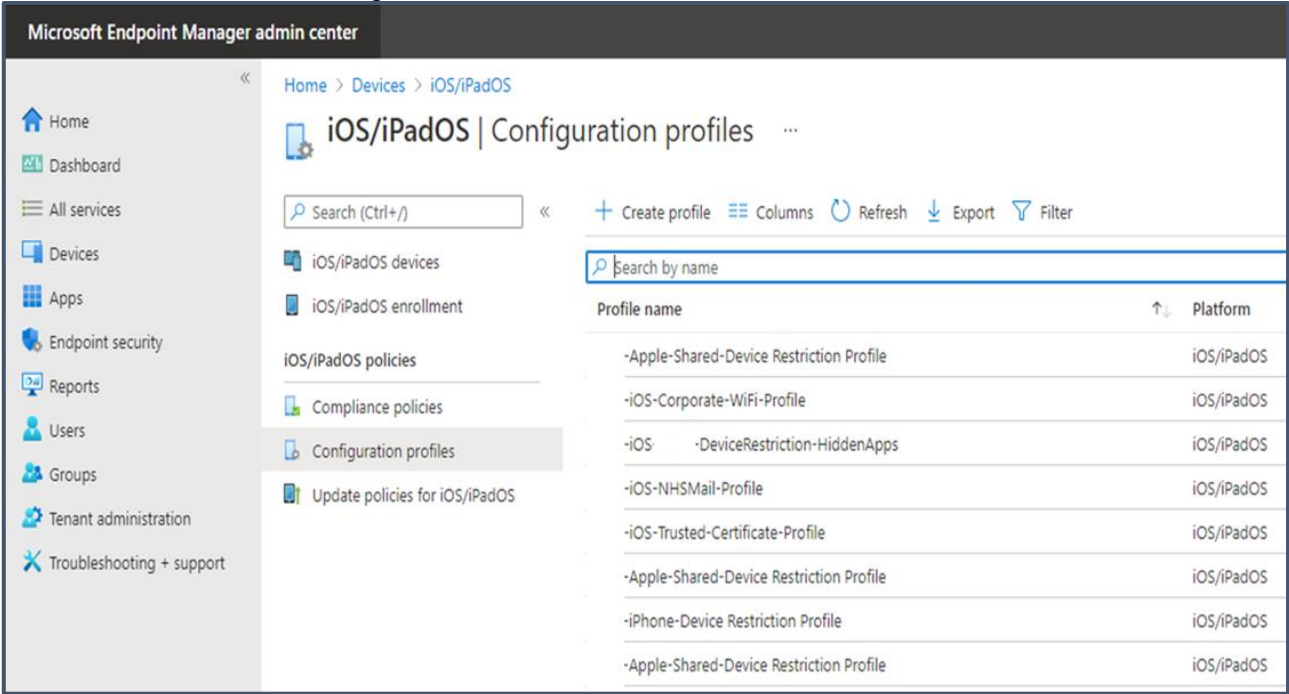 Microsoft Endpoint Manager admin center
«
Home
Dashboard
All services
Devices
Apps
Endpoint security
Reports
Users
Groups
Tenant administration
Troubleshooting + support
Home > Devices > iOS/iPadOS
iOS/iPadOS | Configuration profiles ...
Search (Ctrl+/) «
iOS/iPadOS devices
iOS/iPadOS enrollment
iOS/iPadOS policies
Compliance policies
Configuration profiles
Update policies for iOS/iPadOS
+ Create profile Columns Refresh Export Filter
Search by name
Profile name ↑↓ Platform
-Apple-Shared-Device Restriction Profile iOS/iPadOS
-iOS-Corporate-WiFi-Profile iOS/iPadOS
-iOS- -DeviceRestriction-HiddenApps iOS/iPadOS
-iOS-NHSMail-Profile iOS/iPadOS
-iOS-Trusted-Certificate-Profile iOS/iPadOS
-Apple-Shared-Device Restriction Profile iOS/iPadOS
-iPhone-Device Restriction Profile iOS/iPadOS
-Apple-Shared-Device Restriction Profile iOS/iPadOS